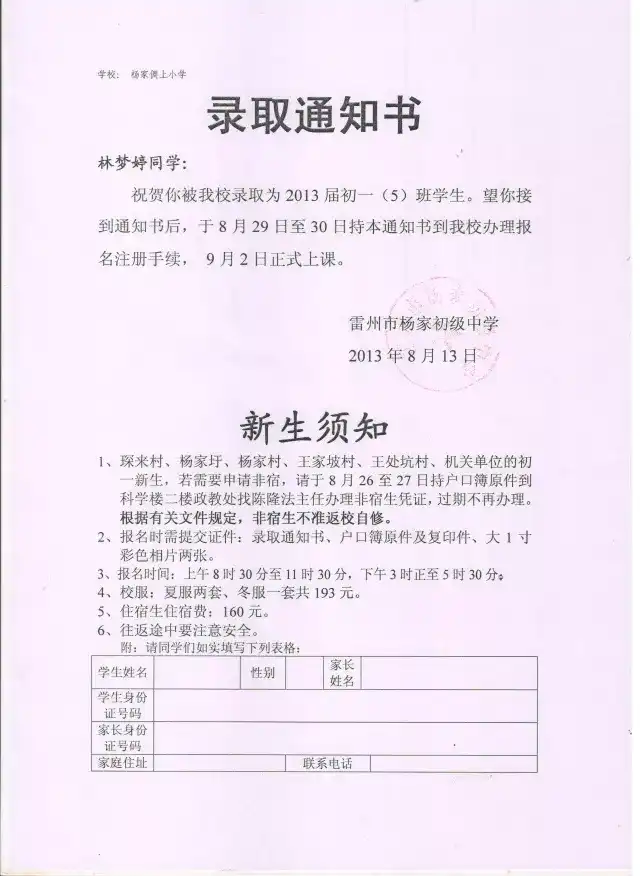 学校： 杨家偶上小学
录取通知书
林梦婷同学：
祝贺你被我校录取为 2013 届初一（5）班学生。望你接
到通知书后，于 8 月 29 日至 30 日持本通知书到我校办理报
名注册手续， 9 月 2 日正式上课。
雷州市杨家初级中学
2013 年 8 月 13 日
新生须知
1、琛来村、杨家圩、杨家村、王家坡村、王处坑村、机关单位的初
一新生，若需要申请非宿，请于 8 月 26 至 27 日持户口簿原件到
科学楼二楼政教处找陈隆法主任办理非宿生凭证，过期不再办理。
根据有关文件规定，非宿生不准返校自修。
2、报名时需提交证件：录取通知书、户口簿原件及复印件、大 1 寸
彩色相片两张。
3、报名时间：上午 8 时 30 分至 11 时 30 分，下午 3 时正至 5 时 30 分。
4、校服：夏服两套、冬服一套共 193 元。
5、住宿生住宿费：160 元。
6、往返途中要注意安全。
附：请同学们如实填写下列表格：
学生姓名 性别 家长
姓名
学生身份
证号码
家长身份
证号码
家庭住址 联系电话